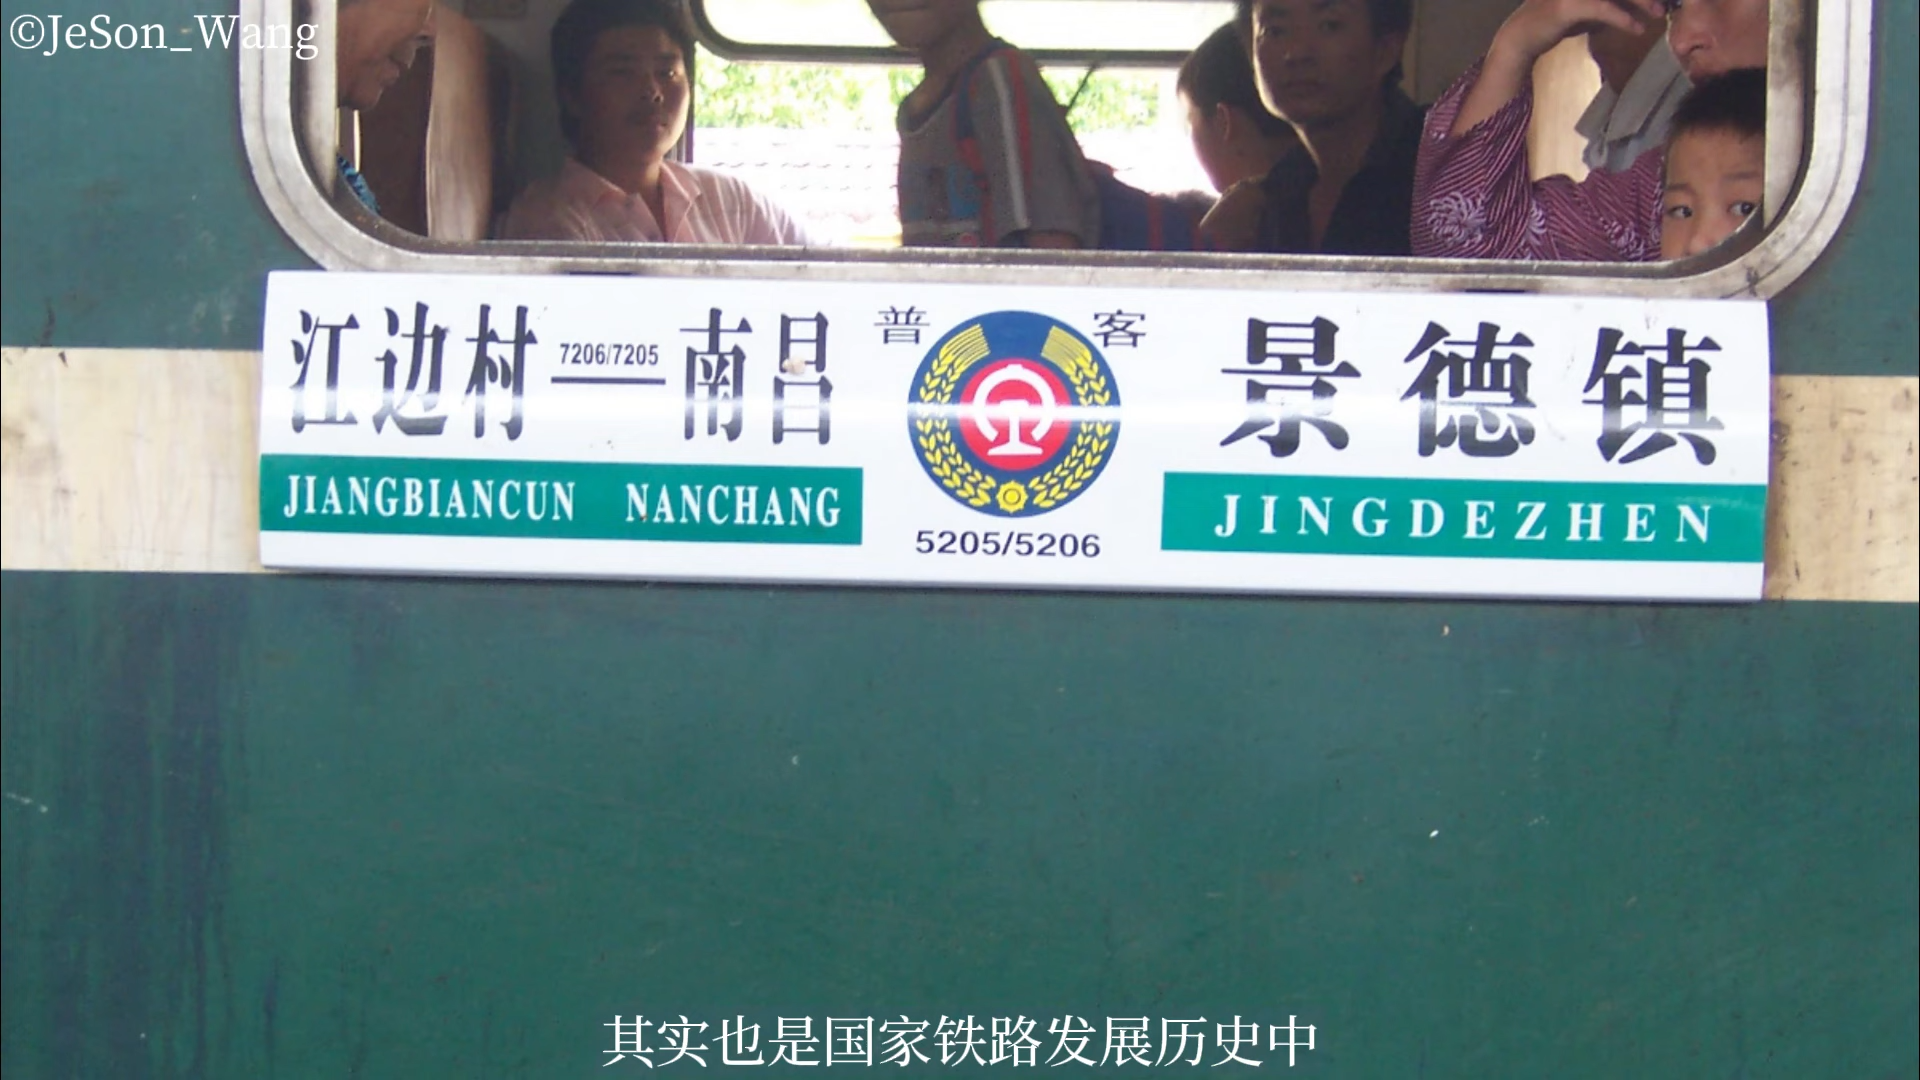 ©JeSon_Wang
江边村 7206/7205 南昌
普 客
景德镇
JIANGBIANCUN NANCHANG
JINGDEZHEN
5205/5206
其实也是国家铁路发展历史中